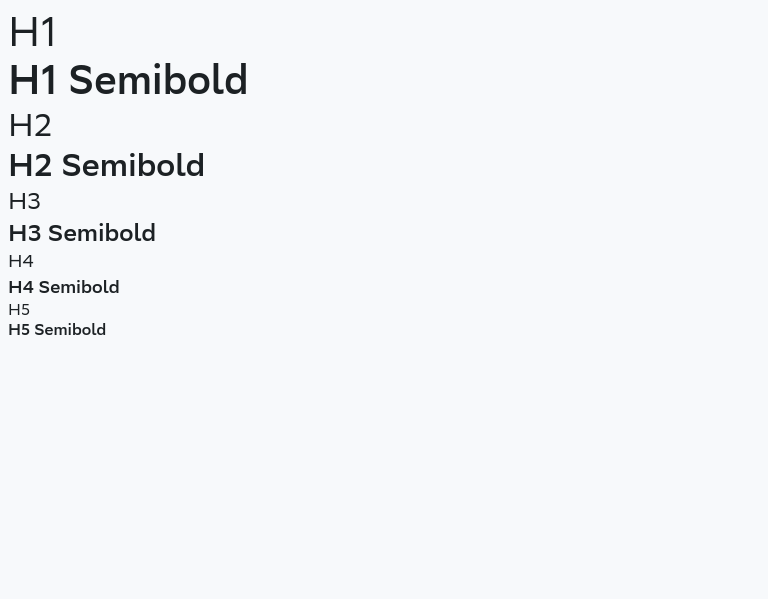 H1
H1 Semibold
H2
H2 Semibold
H3
H3 Semibold
H4
H4 Semibold
H5
H5 Semibold